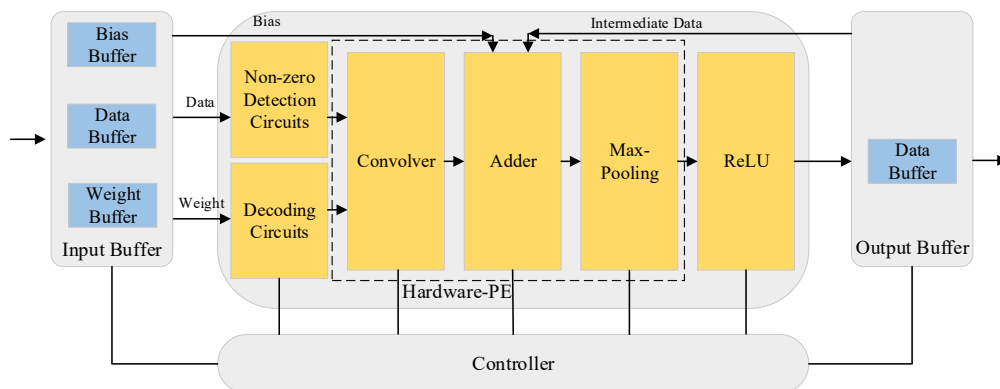 Bias
Intermediate Data
Bias
Buffer
Data
Buffer
Weight
Buffer
Input Buffer
Data
Weight
Non-zero
Detection
Circuits
Decoding
Circuits
Convolver
Adder
Max-
Pooling
ReLU
Hardware-PE
Data
Buffer
Output Buffer
Controller